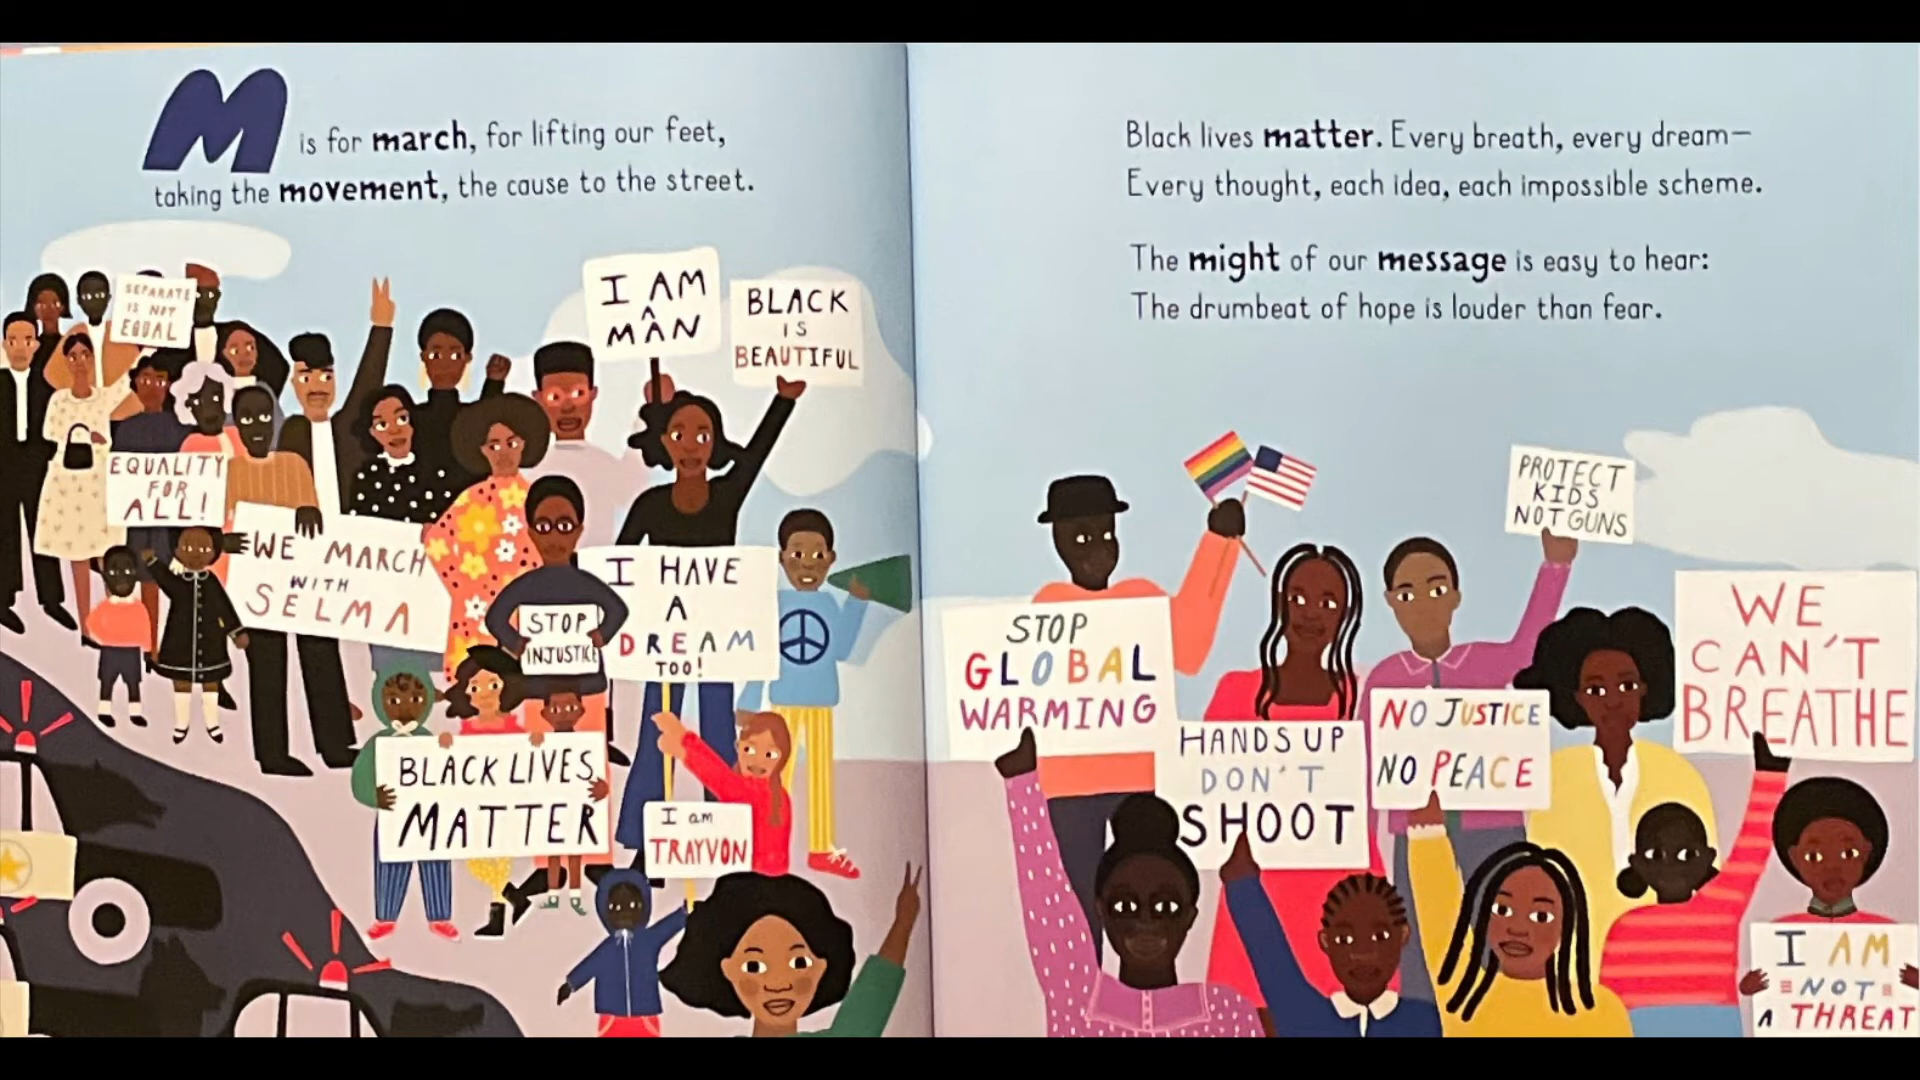 M is for march, for lifting our feet,
taking the movement, the cause to the street.
SEPARATE
IS NOT
EQUAL
I AM
A
MAN
BLACK
IS
BEAUTIFUL
EQUALITY
FOR
ALL!
WE MARCH
WITH
SELMA
STOP
INJUSTICE
I HAVE
A
DREAM
TOO!
BLACK LIVES
MATTER
I am
TRAYVON
Black lives matter. Every breath, every dream—
Every thought, each idea, each impossible scheme.
The might of our message is easy to hear:
The drumbeat of hope is louder than fear.
PROTECT
KIDS
NOT GUNS
STOP
GLOBAL
WARMING
HANDS UP
DON'T
SHOOT
NO JUSTICE
NO PEACE
WE
CAN'T
BREATHE
I AM
NOT
A THREAT